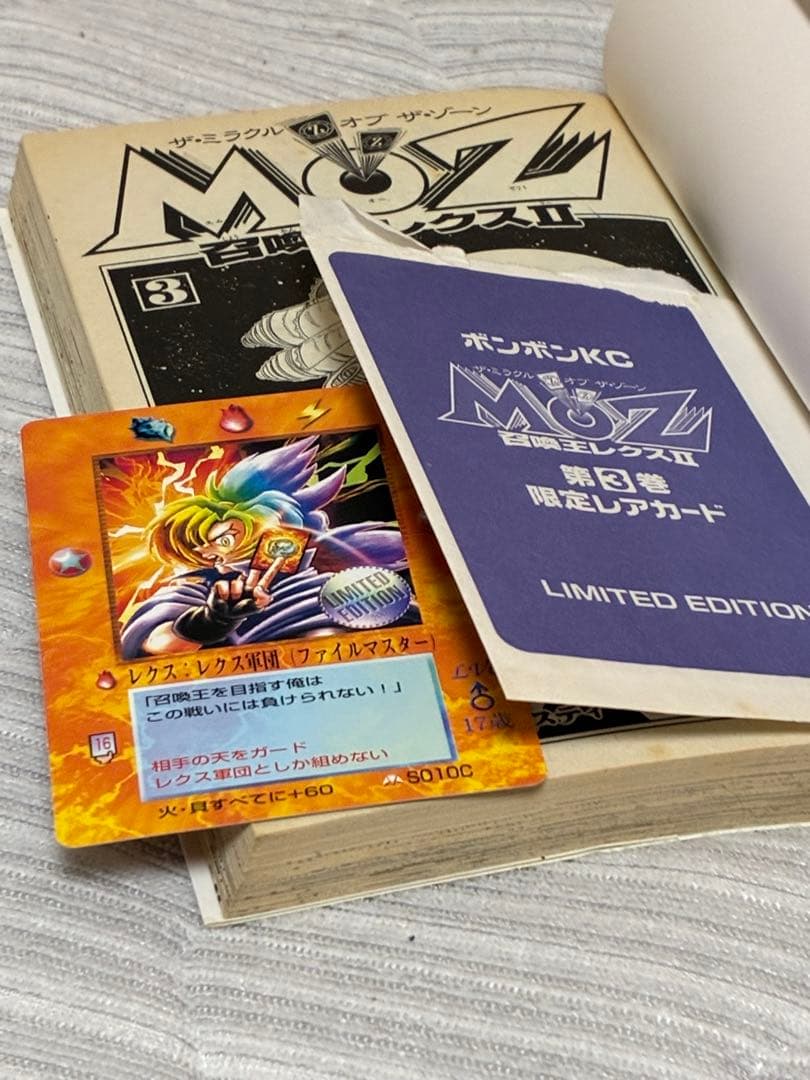 ザ・ミラクル オブ ザ・ゾーン
MOZ
召喚 レクスII
3
ボンボンKC
ザ・ミラクル オブ ザ・ゾーン
MOZ
召喚王レクスII
第3巻
限定レアカード
LIMITED EDITION
LIMITED EDITION
レクス:レクス軍団(ファイルマスター)
「召喚王を目指す俺は
この戦いには負けられない!」
相手の天をガード
レクス軍団としか組めない
16
♂
17歳
火・貝すべてに+60
S010C